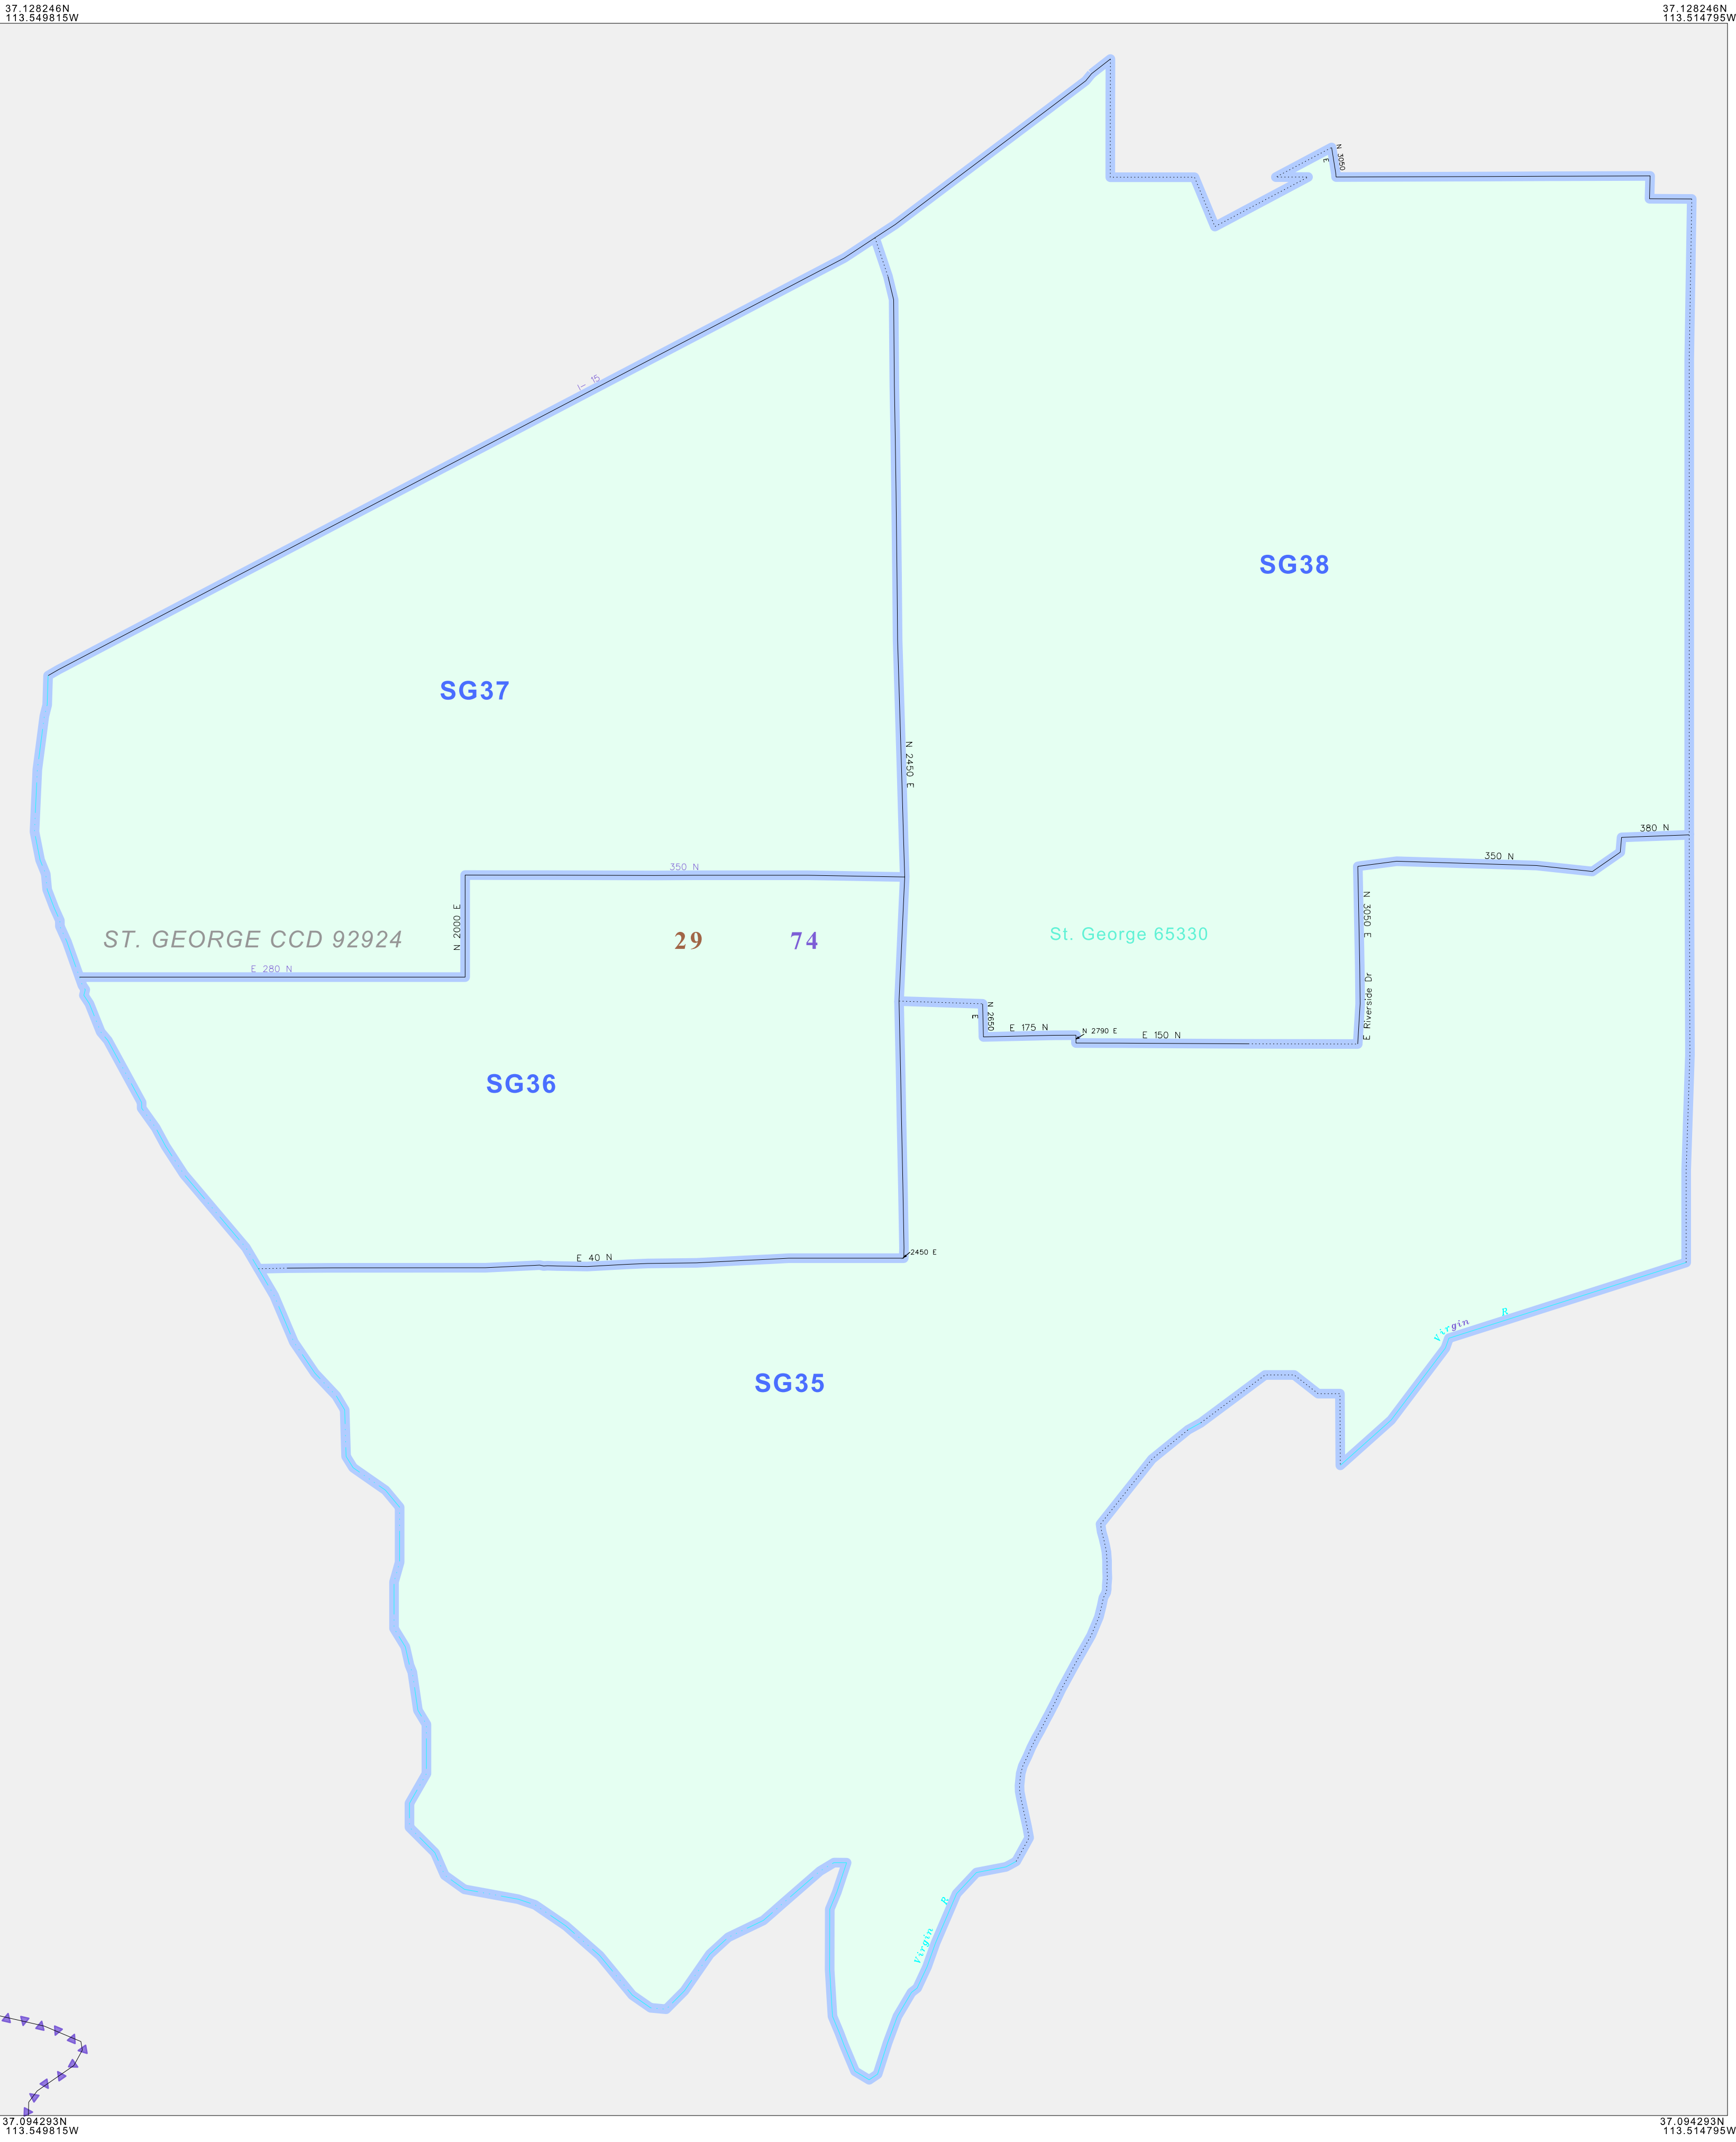 37.128246N
113.549815W
37.128246N
113.514795W
N 3050
E
I- 15
SG38
SG37
N 2450 E
380 N
350 N
350 N
N 3050 E
N 2000 E
ST. GEORGE CCD 92924
29
74
St. George 65330
E 280 N
E Riverside Dr
N 2650
E
E 175 N
N 2790 E
E 150 N
SG36
2450 E
E 40 N
Virgin R
SG35
Virgin R
37.094293N
113.549815W
37.094293N
113.514795W